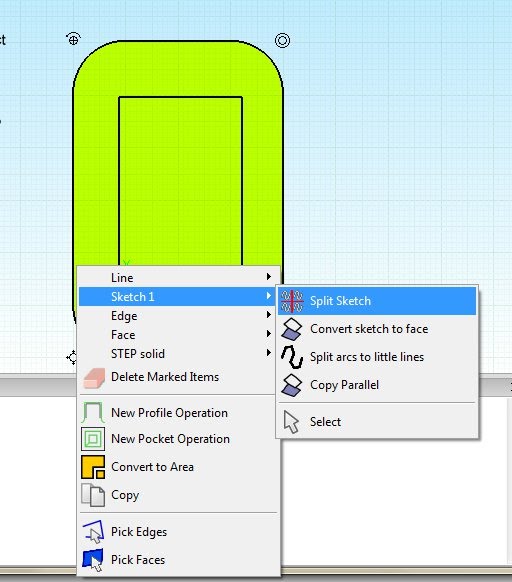 ct
Line
Sketch 1
Edge
Face
STEP solid
Delete Marked Items
New Profile Operation
New Pocket Operation
Convert to Area
Copy
Pick Edges
Pick Faces
Split Sketch
Convert sketch to face
Split arcs to little lines
Copy Parallel
Select